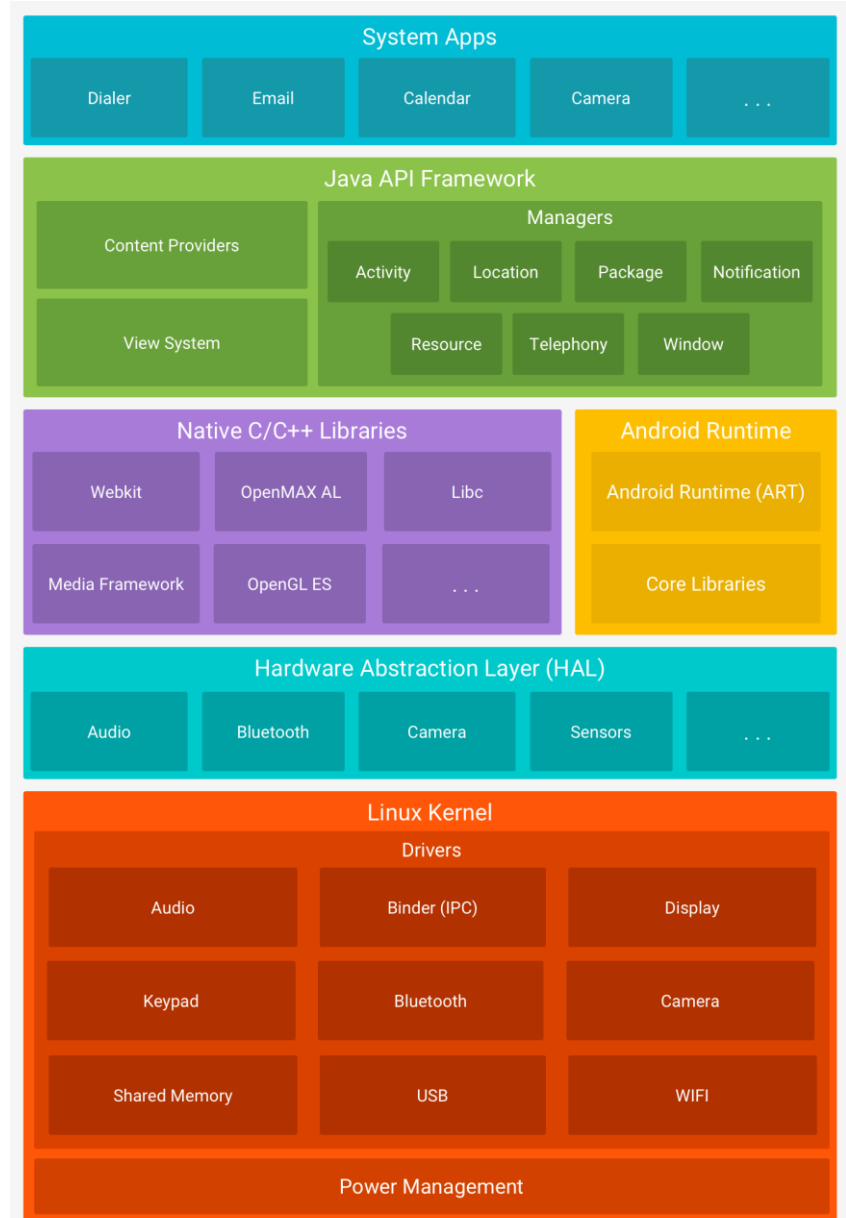 System Apps
Dialer
Email
Calendar
Camera
. . .
Java API Framework
Content Providers
View System
Managers
Activity
Location
Package
Notification
Resource
Telephony
Window
Native C/C++ Libraries
Webkit
OpenMAX AL
Libc
Media Framework
OpenGL ES
. . .
Android Runtime
Android Runtime (ART)
Core Libraries
Hardware Abstraction Layer (HAL)
Audio
Bluetooth
Camera
Sensors
. . .
Linux Kernel
Drivers
Audio
Binder (IPC)
Display
Keypad
Bluetooth
Camera
Shared Memory
USB
WIFI
Power Management